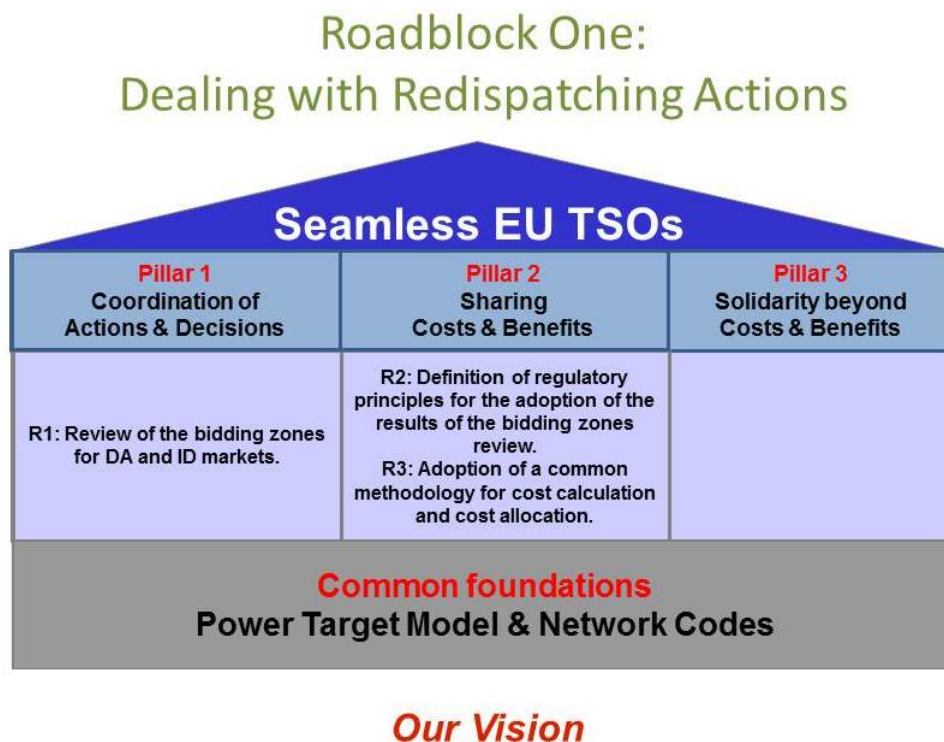 Roadblock One:
Dealing with Redispatching Actions
Seamless EU TSOs
Pillar 1
Coordination of
Actions & Decisions
Pillar 2
Sharing
Costs & Benefits
Pillar 3
Solidarity beyond
Costs & Benefits
R1: Review of the bidding zones
for DA and ID markets.
R2: Definition of regulatory
principles for the adoption of the
results of the bidding zones
review.
R3: Adoption of a common
methodology for cost calculation
and cost allocation.
Common foundations
Power Target Model & Network Codes
Our Vision